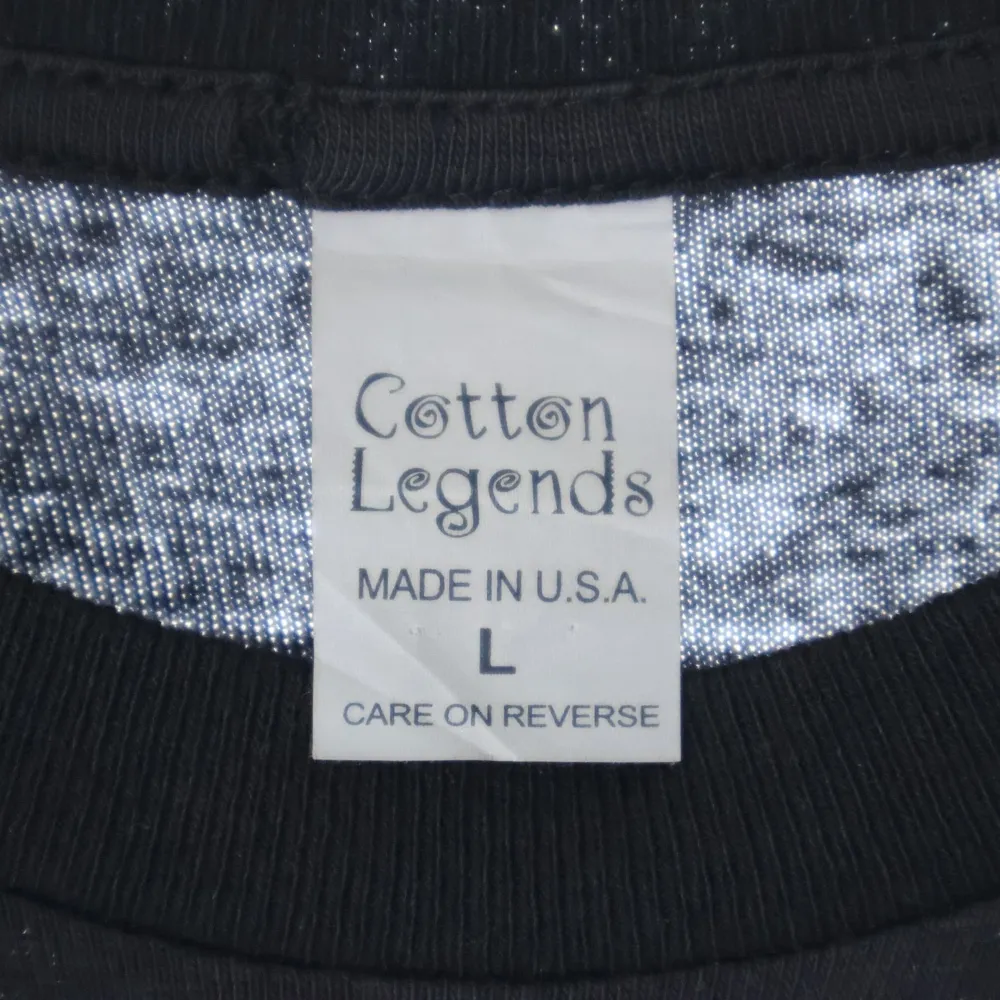 Cotton
Legends
MADE IN U.S.A.
L
CARE ON REVERSE